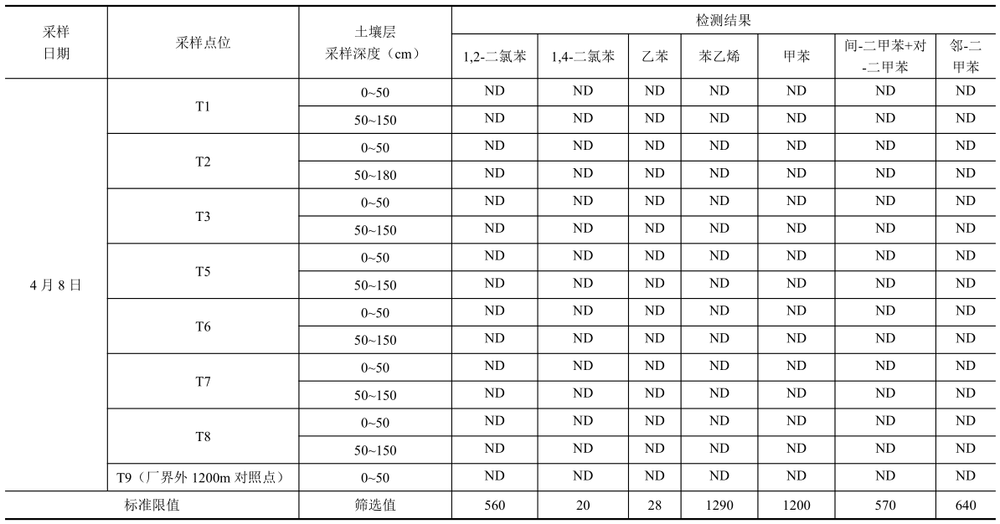 采样日期 采样点位 土壤层采样深度（cm） 检测结果
1,2-二氯苯 1,4-二氯苯 乙苯 苯乙烯 甲苯 间-二甲苯+对-二甲苯 邻-二甲苯
4 月 8 日 T1 0~50 ND ND ND ND ND ND ND
50~150 ND ND ND ND ND ND ND
T2 0~50 ND ND ND ND ND ND ND
50~180 ND ND ND ND ND ND ND
T3 0~50 ND ND ND ND ND ND ND
50~150 ND ND ND ND ND ND ND
T5 0~50 ND ND ND ND ND ND ND
50~150 ND ND ND ND ND ND ND
T6 0~50 ND ND ND ND ND ND ND
50~150 ND ND ND ND ND ND ND
T7 0~50 ND ND ND ND ND ND ND
50~150 ND ND ND ND ND ND ND
T8 0~50 ND ND ND ND ND ND ND
50~150 ND ND ND ND ND ND ND
T9（厂界外 1200m 对照点） 0~50 ND ND ND ND ND ND ND
标准限值 筛选值 560 20 28 1290 1200 570 640